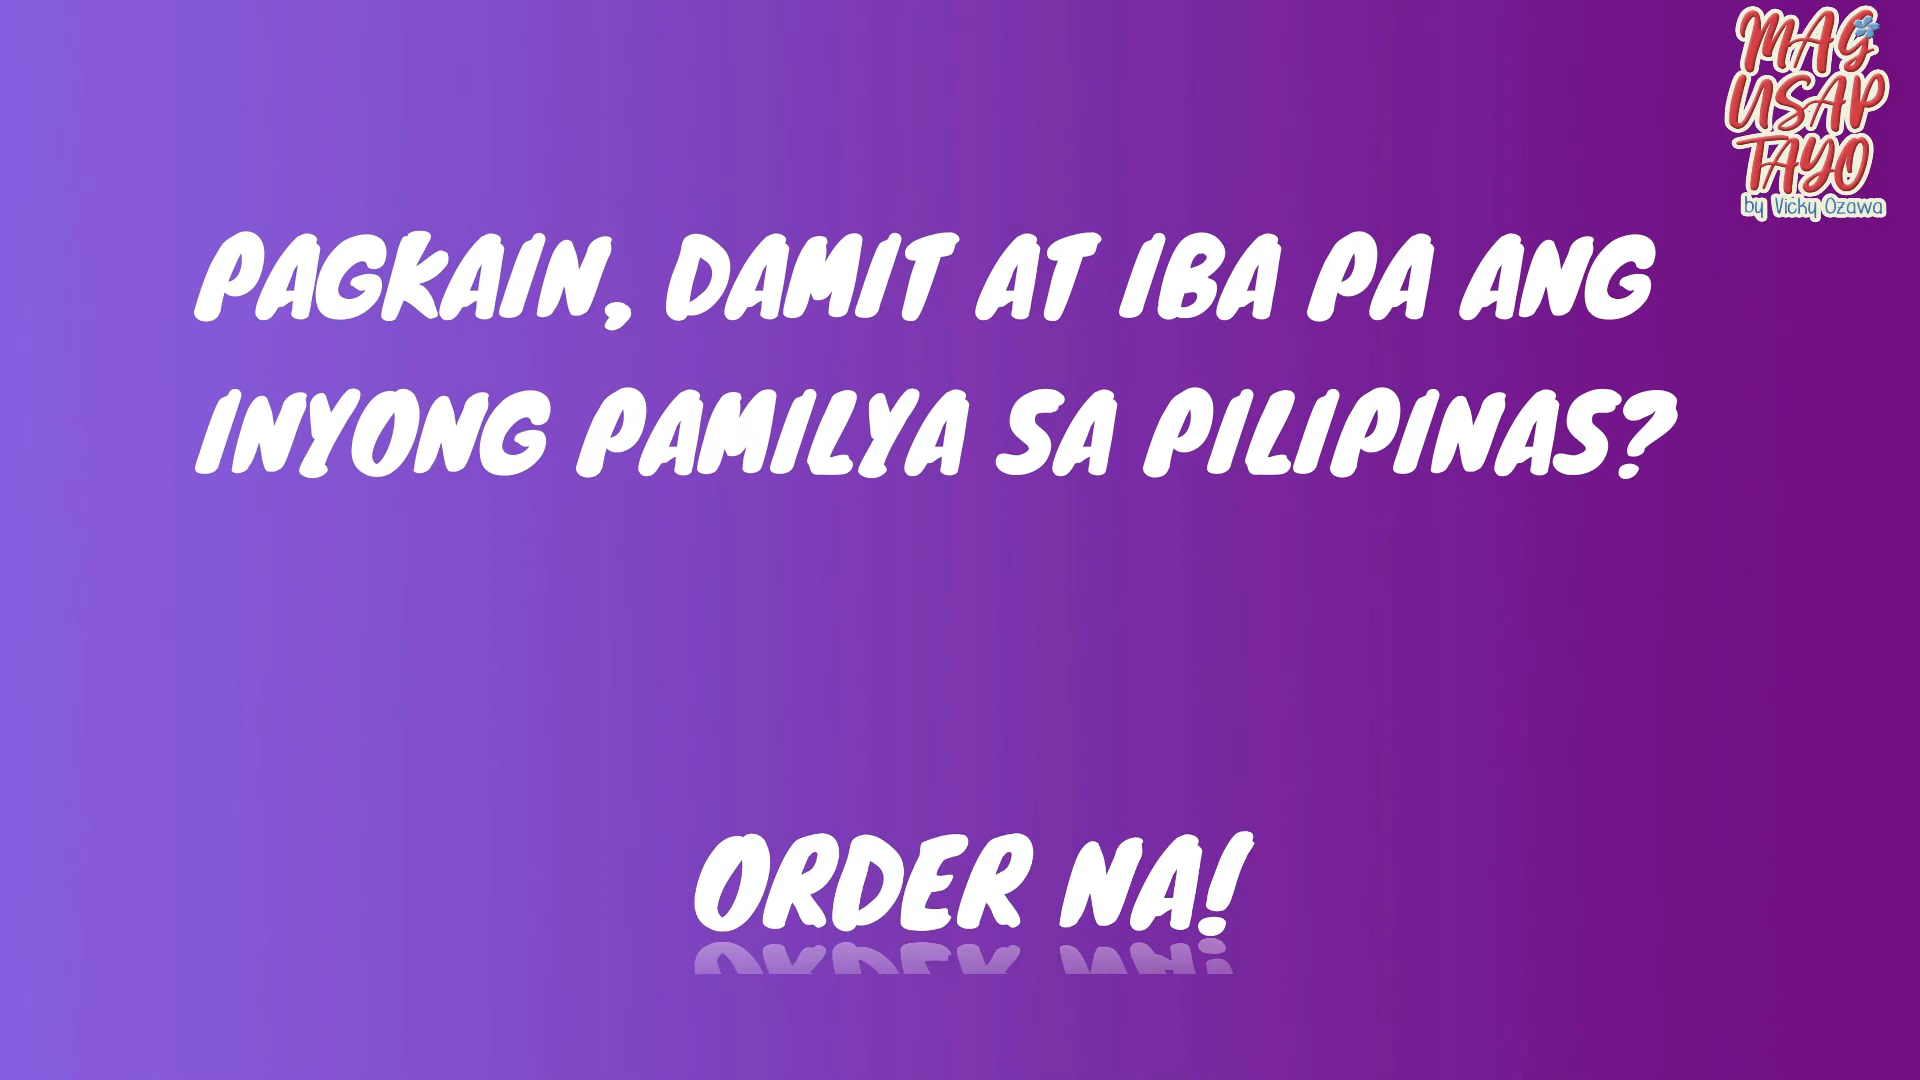 MAG
USAP
TAYO
by Vicky Ozawa
PAGKAIN, DAMIT AT IBA PA ANG
INYONG PAMILYA SA PILIPINAS?
ORDER NA!